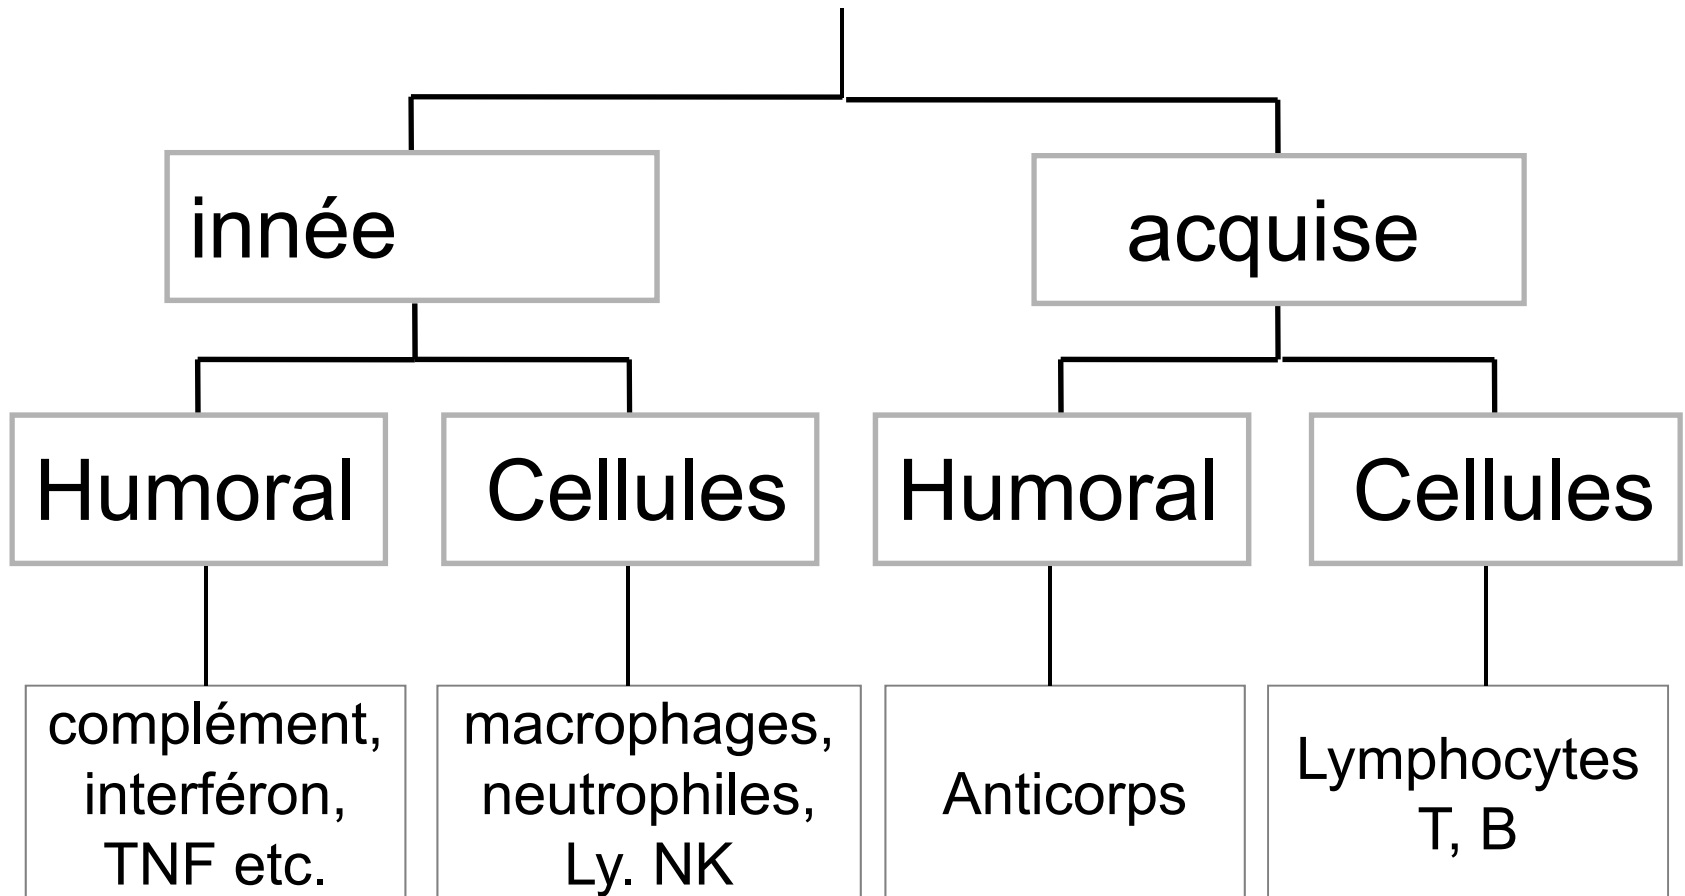 innée
acquise
Humoral
Cellules
Humoral
Cellules
complément,
interféron,
TNF etc.
macrophages,
neutrophiles,
Ly. NK
Anticorps
Lymphocytes
T, B